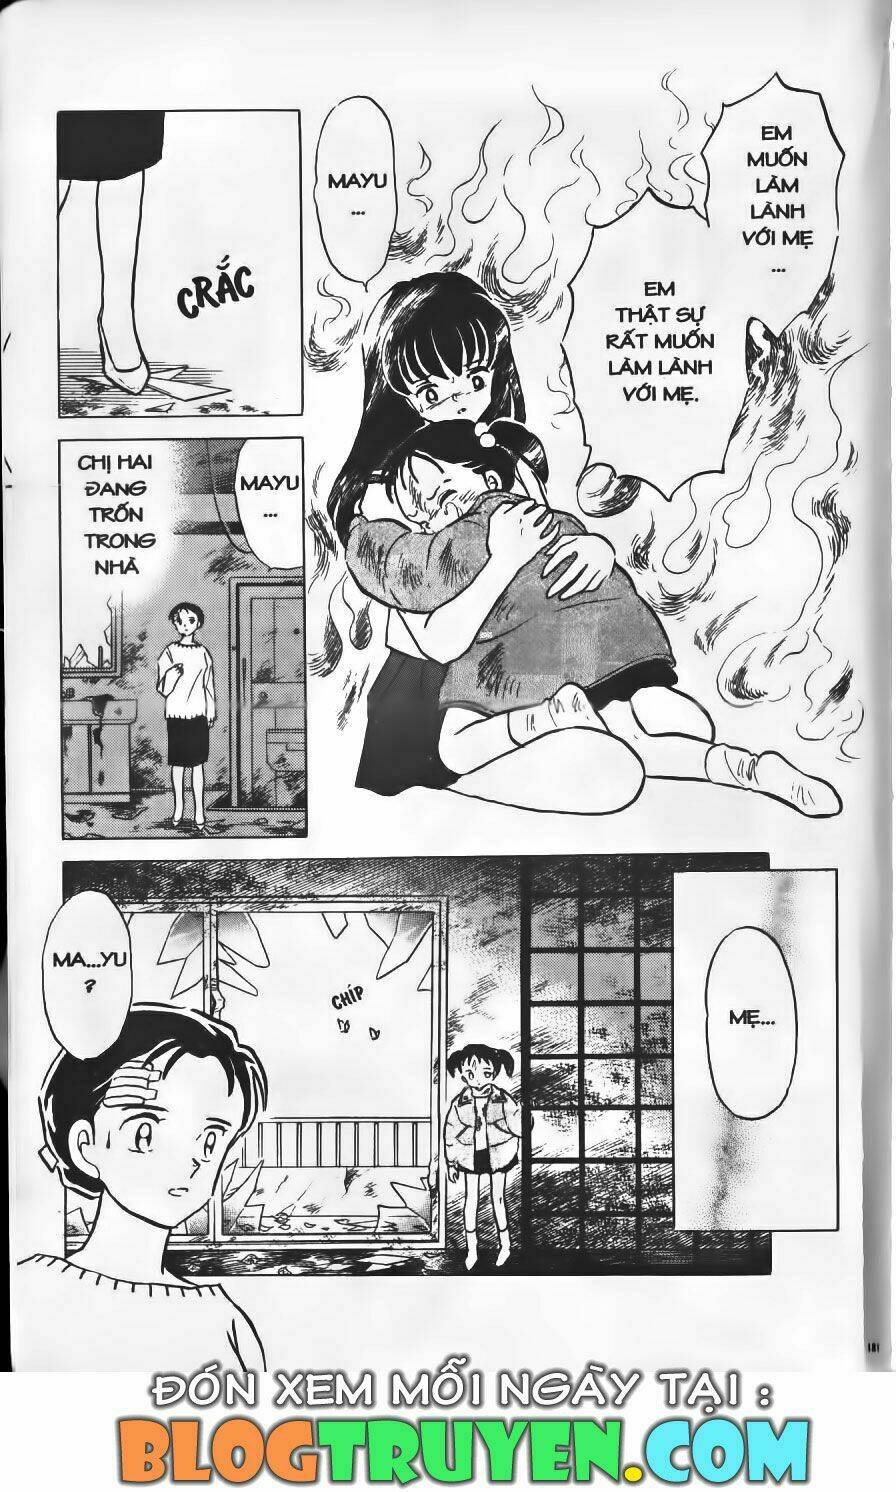 EM
MUỐN
LÀM
LÀNH
VỚI MẸ
...
EM
THẬT SỰ
RẤT MUỐN
LÀM LÀNH
VỚI MẸ.
MAYU
...
CRẮC
MAYU
...
CHỊ HAI
ĐANG
TRỐN
TRONG
NHÀ
MẸ...
CHÍP
MA...YU
?
181
ĐÓN XEM MỖI NGÀY TẠI :
BLOGTRUYEN.COM